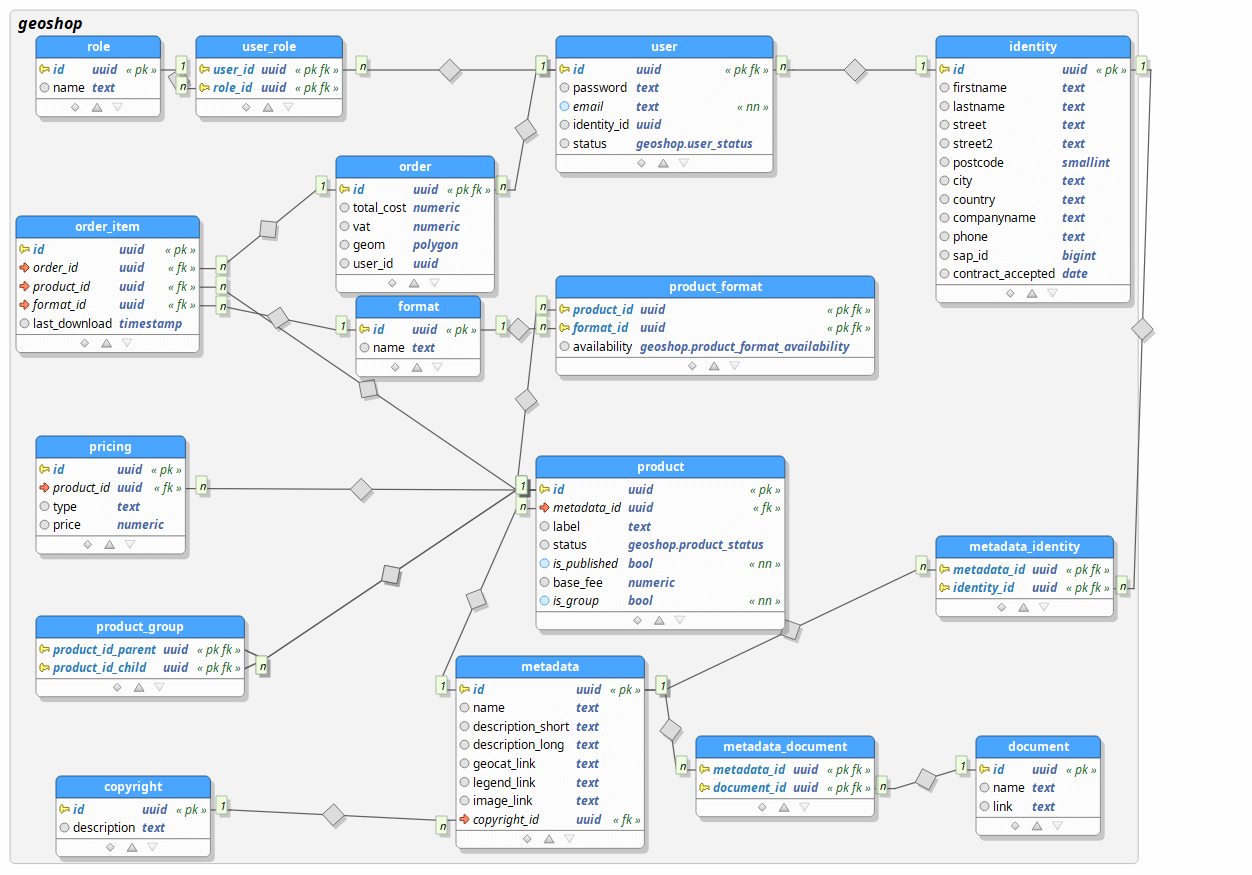 geoshop
role
id uuid « pk »
name text
1
n
user_role
user_id uuid « pk fk »
role_id uuid « pk fk »
n
1
user
id uuid « pk fk »
password text
email text « nn »
identity_id uuid
status geoshop.user_status
n
1
identity
id uuid « pk »
firstname text
lastname text
street text
street2 text
postcode smallint
city text
country text
companyname text
phone text
sap_id bigint
contract_accepted date
1
order
id uuid « pk fk »
total_cost numeric
vat numeric
geom polygon
user_id uuid
1
n
order_item
id uuid « pk »
order_id uuid « fk »
product_id uuid « fk »
format_id uuid « fk »
last_download timestamp
n
n
n
format
id uuid « pk »
name text
1
1
product_format
product_id uuid « pk fk »
format_id uuid « pk fk »
availability geoshop.product_format_availability
n
n
pricing
id uuid « pk »
product_id uuid « fk »
type text
price numeric
n
product
id uuid « pk »
metadata_id uuid « fk »
label text
status geoshop.product_status
is_published bool « nn »
base_fee numeric
is_group bool « nn »
1
n
metadata_identity
metadata_id uuid « pk fk »
identity_id uuid « pk fk »
n
n
product_group
product_id_parent uuid « pk fk »
product_id_child uuid « pk fk »
n
metadata
id uuid « pk »
name text
description_short text
description_long text
geocat_link text
legend_link text
image_link text
copyright_id uuid « fk »
1
1
n
metadata_document
metadata_id uuid « pk fk »
document_id uuid « pk fk »
n
n
document
id uuid « pk »
name text
link text
1
copyright
id uuid « pk »
description text
1